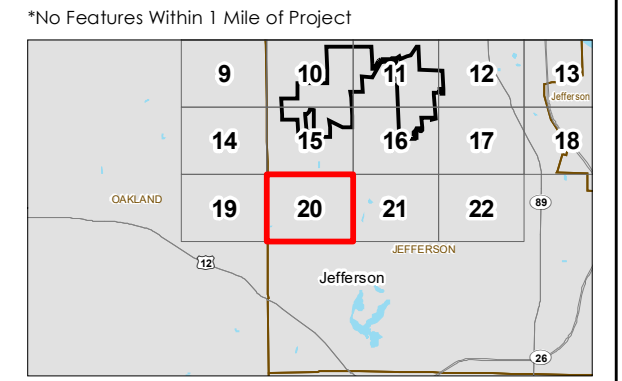 *No Features Within 1 Mile of Project
9 10 11 12 13
Jefferson
14 15 16 17 18
OAKLAND 19 20 21 22 89
JEFFERSON
12
Jefferson
26